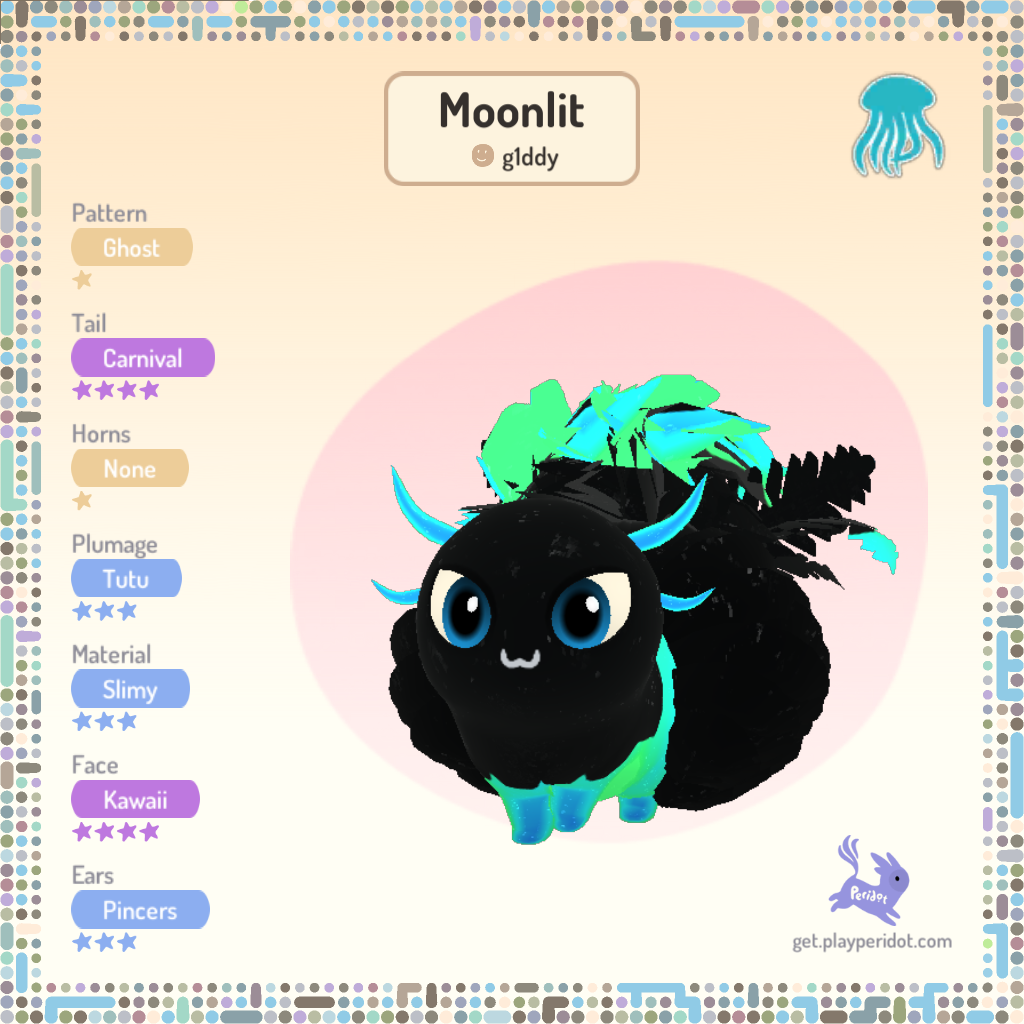 Moonlit
g1ddy
Pattern
Ghost
Tail
Carnival
Horns
None
Plumage
Tutu
Material
Slimy
Face
Kawaii
Ears
Pincers
Peridot
get.playperidot.com